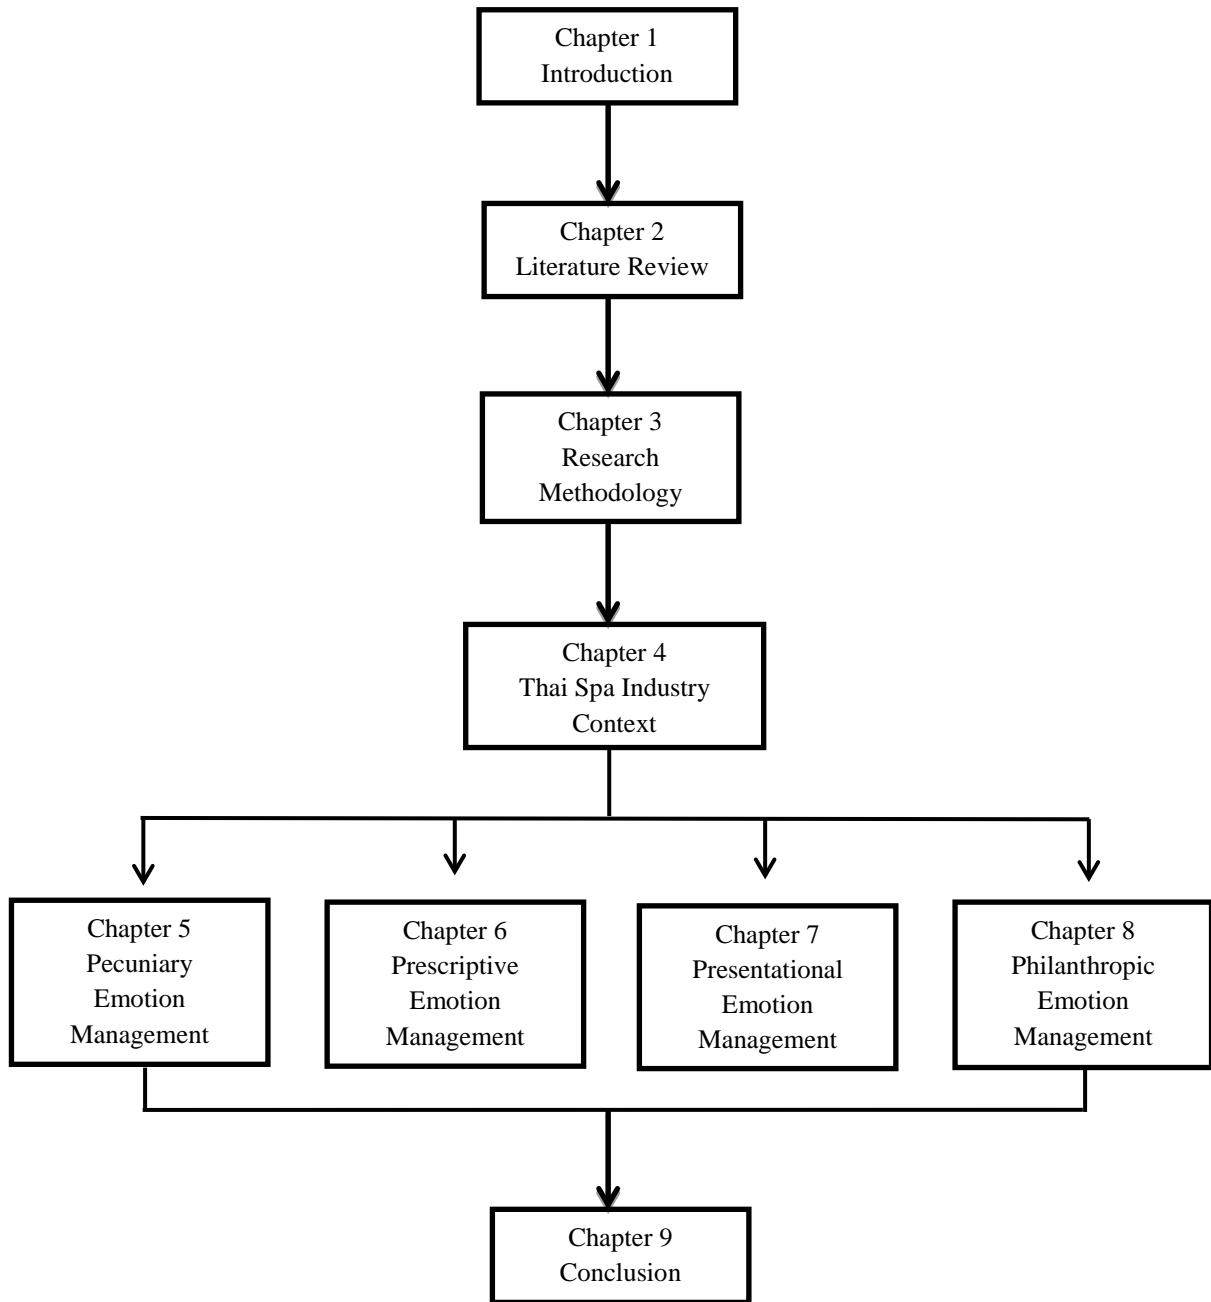 Chapter 1
Introduction
Chapter 2
Literature Review
Chapter 3
Research
Methodology
Chapter 4
Thai Spa Industry
Context
Chapter 5
Pecuniary
Emotion
Management
Chapter 6
Prescriptive
Emotion
Management
Chapter 7
Presentational
Emotion
Management
Chapter 8
Philanthropic
Emotion
Management
Chapter 9
Conclusion